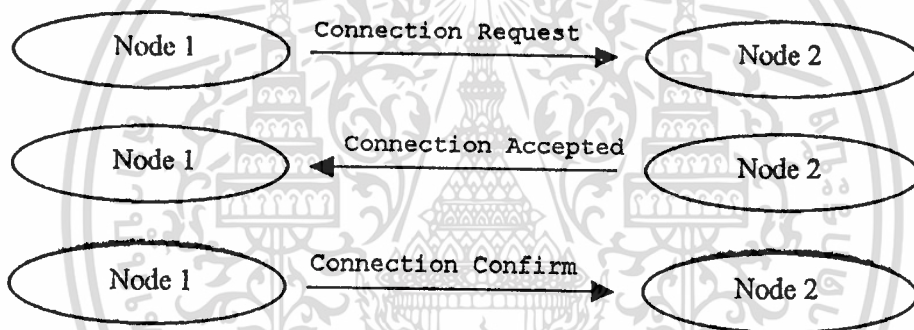 Node 1 Connection Request Node 2
Node 1 Connection Accepted Node 2
Node 1 Connection Confirm Node 2